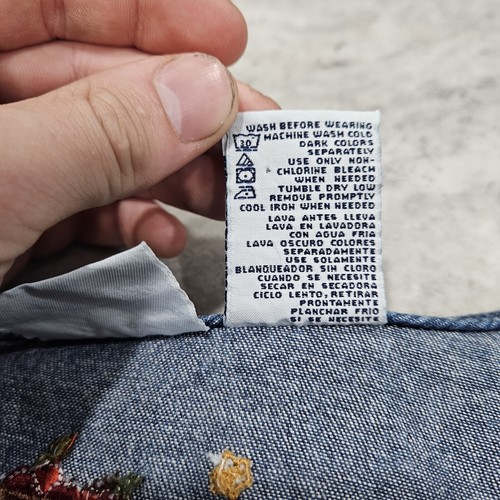 WASH BEFORE WEARING
MACHINE WASH COLD
30
DARK COLORS
SEPARATELY
USE ONLY NON-
CHLORINE BLEACH
WHEN NEEDED
TUMBLE DRY LOW
REMOVE PROMPTLY
COOL IRON WHEN NEEDED
LAVA ANTES LLEVA
LAVA EN LAVADORA
CON AGUA FRIA
LAVA OSCURO COLORES
SEPARADAMENTE
USE SOLAMENTE
BLANQUEADOR SIN CLORO
CUANDO SE NECESITE
SECAR EN SECADORA
CICLO LENTO, RETIRAR
PRONTAMENTE
PLANCHAR FRIO
SI SE NECESITE